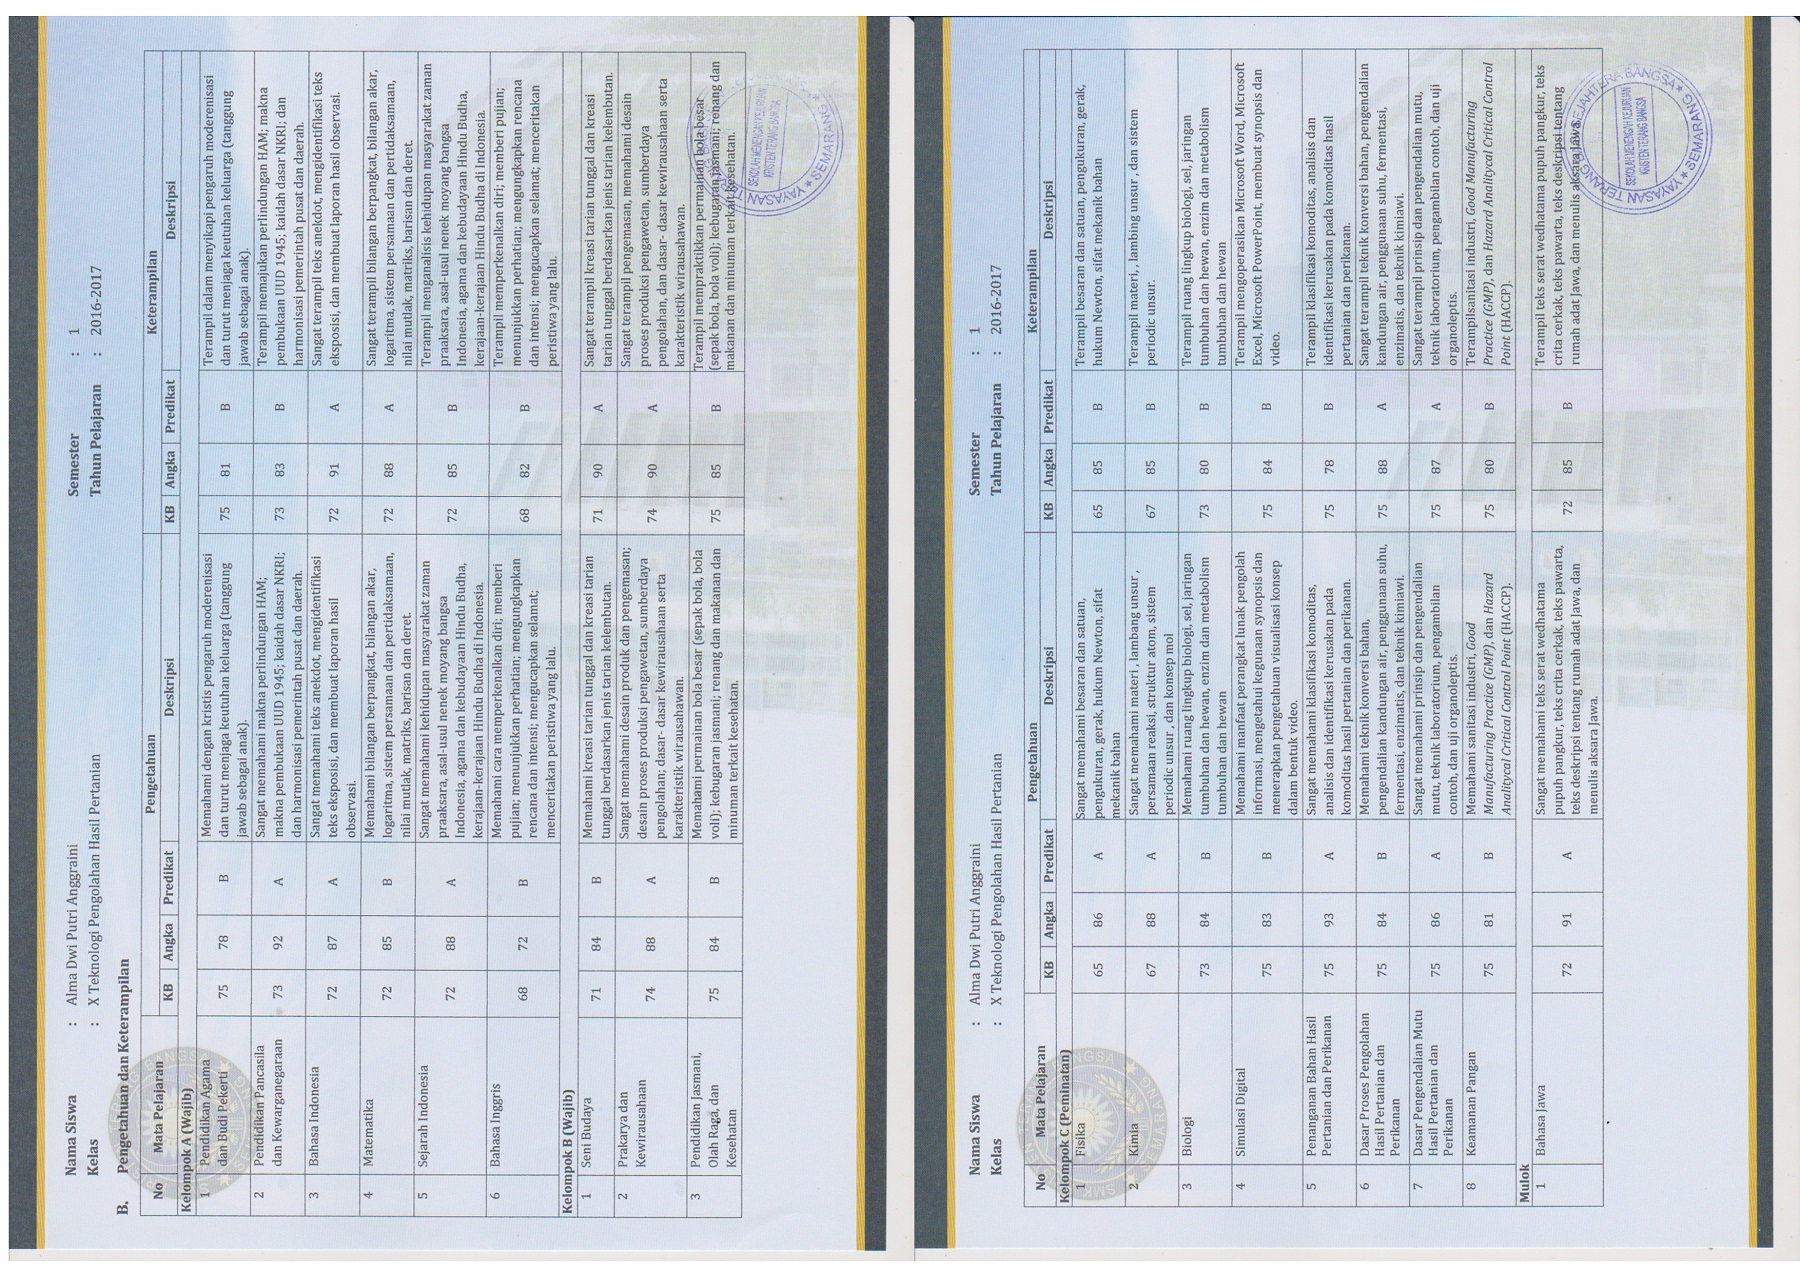 Nama Siswa : Alma Dwi Putri Anggraini Semester : 1
Kelas : X Teknologi Pengolahan Hasil Pertanian Tahun Pelajaran : 2016-2017
B. Pengetahuan dan Keterampilan
No Mata Pelajaran Pengetahuan Keterampilan
KB Angka Predikat Deskripsi KB Angka Predikat Deskripsi
Kelompok A (Wajib)
1 Pendidikan Agama 75 78 B Memahami dengan kristis pengaruh moderenisasi 75 81 B Terampil dalam menyikapi pengaruh moderenisasi
dan Budi Pekerti dan turut menjaga keutuhan keluarga (tanggung dan turut menjaga keutuhan keluarga (tanggung
jawab sebagai anak). jawab sebagai anak).
2 Pendidikan Pancasila 73 92 A Sangat memahami makna perlindungan HAM; 73 83 B Terampil memajukan perlindungan HAM; makna
dan Kewarganegaraan makna pembukaan UUD 1945; kaidah dasar NKRI; pembukaan UUD 1945; kaidah dasar NKRI; dan
dan harmonisasi pemerintah pusat dan daerah. harmonisasi pemerintah pusat dan daerah.
3 Bahasa Indonesia 72 87 A Sangat memahami teks anekdot, mengidentifikasi 72 91 A Sangat terampil teks anekdot, mengidentifikasi teks
teks eksposisi, dan membuat laporan hasil eksposisi, dan membuat laporan hasil observasi.
observasi.
4 Matematika 72 85 B Memahami bilangan berpangkat, bilangan akar, 72 88 A Sangat terampil bilangan berpangkat, bilangan akar,
logaritma, sistem persamaan dan pertidaksamaan, logaritma, sistem persamaan dan pertidaksamaan,
nilai mutlak, matriks, barisan dan deret. nilai mutlak, matriks, barisan dan deret.
5 Sejarah Indonesia 72 88 A Sangat memahami kehidupan masyarakat zaman 72 85 B Terampil menganalisis kehidupan masyarakat zaman
praaksara, asal-usul nenek moyang bangsa praaksara, asal-usul nenek moyang bangsa
Indonesia, agama dan kebudayaan Hindu Budha, Indonesia, agama dan kebudayaan Hindu Budha,
kerajaan-kerajaan Hindu Budha di Indonesia. kerajaan-kerajaan Hindu Budha di Indonesia.
6 Bahasa Inggris 68 72 B Memahami cara memperkenalkan diri; memberi 68 82 B Terampil memperkenalkan diri; memberi pujian;
pujian; menunjukkan perhatian; mengungkapkan menunjukkan perhatian; mengungkapkan rencana
rencana dan intensi; mengucapkan selamat; dan intensi; mengucapkan selamat; menceritakan
menceritakan peristiwa yang lalu. peristiwa yang lalu.
Kelompok B (Wajib)
1 Seni Budaya 71 84 B Memahami kreasi tarian tunggal dan kreasi tarian 71 90 A Sangat terampil kreasi tarian tunggal dan kreasi
tunggal berdasarkan jenis tarian kelembutan. tarian tunggal berdasarkan jenis tarian kelembutan.
2 Prakarya dan 74 88 A Sangat memahami desain produk dan pengemasan; 74 90 A Sangat terampil pengemasan, memahami desain
Kewirausahaan desain proses produksi pengawetan, sumberdaya proses produksi pengawetan, sumberdaya
pengolahan; dasar- dasar kewirausahaan serta pengolahan, dan dasar- dasar kewirausahaan serta
karakteristik wirausahawan. karakteristik wirausahawan.
3 Pendidikan Jasmani, 75 84 B Memahami permainan bola besar (sepak bola, bola 75 85 B Terampil mempraktikkan permainan bola besar
Olah Raga, dan voli); kebugaran jasmani; renang dan makanan dan (sepak bola, bola voli); kebugaran jasmani; renang dan
Kesehatan minuman terkait kesehatan. makanan dan minuman terkait kesehatan.
SEKOLAH MENENGAH KEJURUAN
KRISTEN TERANG BANGSA
YAYASAN
SEMARANG
Nama Siswa : Alma Dwi Putri Anggraini Semester : 1
Kelas : X Teknologi Pengolahan Hasil Pertanian Tahun Pelajaran : 2016-2017
No Mata Pelajaran Pengetahuan Keterampilan
KB Angka Predikat Deskripsi KB Angka Predikat Deskripsi
Kelompok C (Peminatan)
1 Fisika 65 86 A Sangat memahami besaran dan satuan, 65 85 B Terampil besaran dan satuan, pengukuran, gerak,
pengukuran, gerak, hukum Newton, sifat hukum Newton, sifat mekanik bahan
mekanik bahan
2 Kimia 67 88 A Sangat memahami materi , lambang unsur , 67 85 B Terampil materi, , lambing unsur , dan sistem
persamaan reaksi, struktur atom, sistem periodic unsur.
periodic unsur , dan konsep mol
3 Biologi 73 84 B Memahami ruang lingkup biologi, sel, jaringan 73 80 B Terampil ruang lingkup biologi, sel, jaringan
tumbuhan dan hewan, enzim dan metabolism tumbuhan dan hewan, enzim dan metabolism
tumbuhan dan hewan tumbuhan dan hewan
4 Simulasi Digital 75 83 B Memahami manfaat perangkat lunak pengolah 75 84 B Terampil mengoperasikan Microsoft Word, Microsoft
informasi, mengetahui kegunaan synopsis dan Excel, Microsoft PowerPoint, membuat synopsis dan
menerapkan pengetahuan visualisasi konsep video.
dalam bentuk video.
5 Penanganan Bahan Hasil 75 93 A Sangat memahami klasifikasi komoditas, 75 78 B Terampil klasifikasi komoditas, analisis dan
Pertanian dan Perikanan analisis dan identifikasi kerusakan pada identifikasi kerusakan pada komoditas hasil
komoditas hasil pertanian dan perikanan. pertanian dan perikanan.
6 Dasar Proses Pengolahan 75 84 B Memahami teknik konversi bahan, 75 88 A Sangat terampil teknik konversi bahan, pengendalian
Hasil Pertanian dan pengendalian kandungan air, penggunaan suhu, kandungan air, penggunaan suhu, fermentasi,
Perikanan fermentasi, enzimatis, dan teknik kimiawi. enzimatis, dan teknik kimiawi.
7 Dasar Pengendalian Mutu 75 86 A Sangat memahami prinsip dan pengendalian 75 87 A Sangat terampil prinsip dan pengendalian mutu,
Hasil Pertanian dan mutu, teknik laboratorium, pengambilan teknik laboratorium, pengambilan contoh, dan uji
Perikanan contoh, dan uji organoleptis. organoleptis.
8 Keamanan Pangan 75 81 B Memahami sanitasi industri, Good 75 80 B Terampilsanitasi industri, Good Manufacturing
Manufacturing Practice (GMP), dan Hazard Practice (GMP), dan Hazard Analitycal Critical Control
Analitycal Critical Control Point (HACCP). Point (HACCP).
Mulok
1 Bahasa Jawa 72 91 A Sangat memahami teks serat wedhatama 72 85 B Terampil teks serat wedhatama pupuh pangkur, teks
pupuh pangkur, teks crita cerkak, teks pawarta, crita cerkak, teks pawarta, teks deskripsi tentang
teks deskripsi tentang rumah adat Jawa, dan rumah adat Jawa, dan menulis aksara Jawa.
menulis aksara Jawa.
SEKOLAH MENENGAH KEJURUAN
KRISTEN TERANG BANGSA
YAYASAN TERANG SEJAHTERA BANGSA
SEMARANG